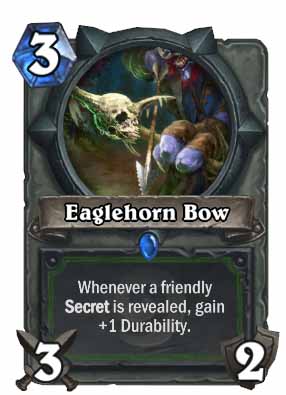 3
Eaglehorn Bow
Whenever a friendly
Secret is revealed, gain
+1 Durability.
3 2